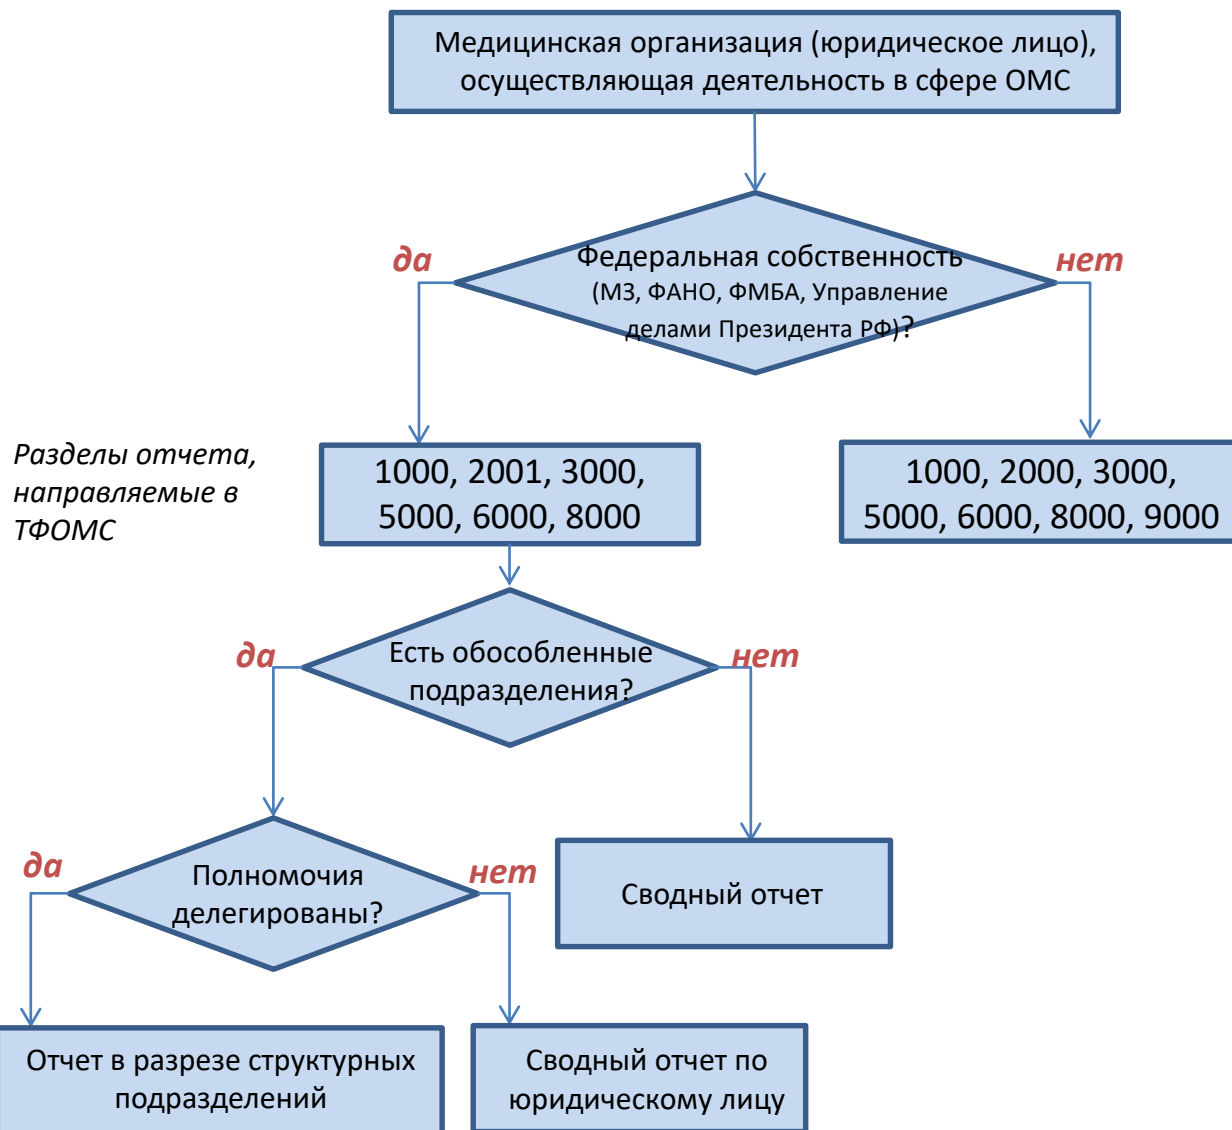 Медицинская организация (юридическое лицо),
осуществляющая деятельность в сфере ОМС
да
нет
Федеральная собственность
(МЗ, ФАНО, ФМБА, Управление
делами Президента РФ)?
Разделы отчета,
направляемые в
ТФОМС
1000, 2001, 3000,
5000, 6000, 8000
1000, 2000, 3000,
5000, 6000, 8000, 9000
да
нет
Есть обособленные
подразделения?
да
нет
Полномочия
делегированы?
Сводный отчет
Отчет в разрезе структурных
подразделений
Сводный отчет по
юридическому лицу